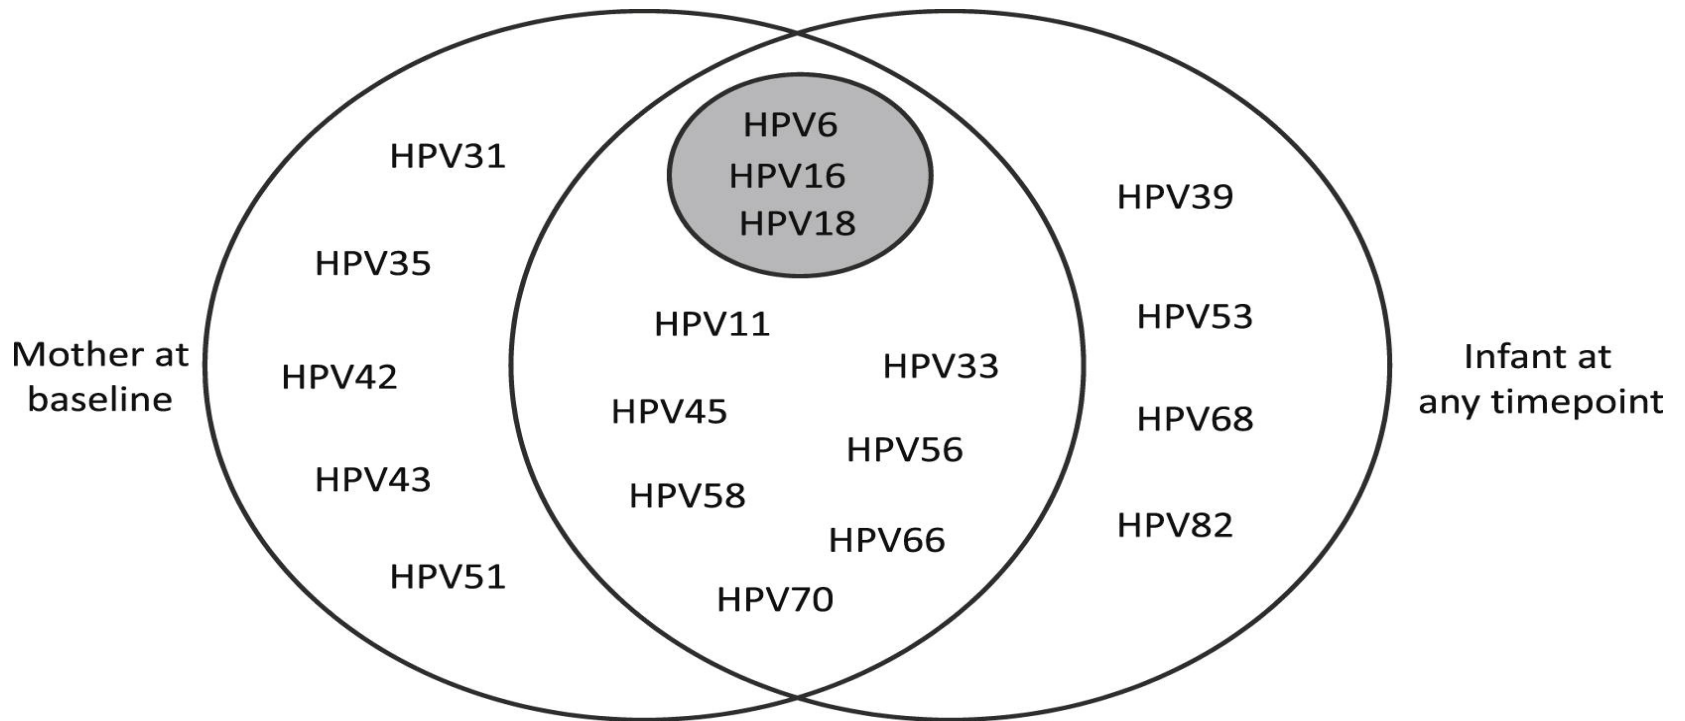 Mother at
baseline
HPV31
HPV35
HPV42
HPV43
HPV51
HPV6
HPV16
HPV18
HPV11
HPV33
HPV45
HPV56
HPV58
HPV66
HPV70
HPV39
HPV53
HPV68
HPV82
Infant at
any timepoint